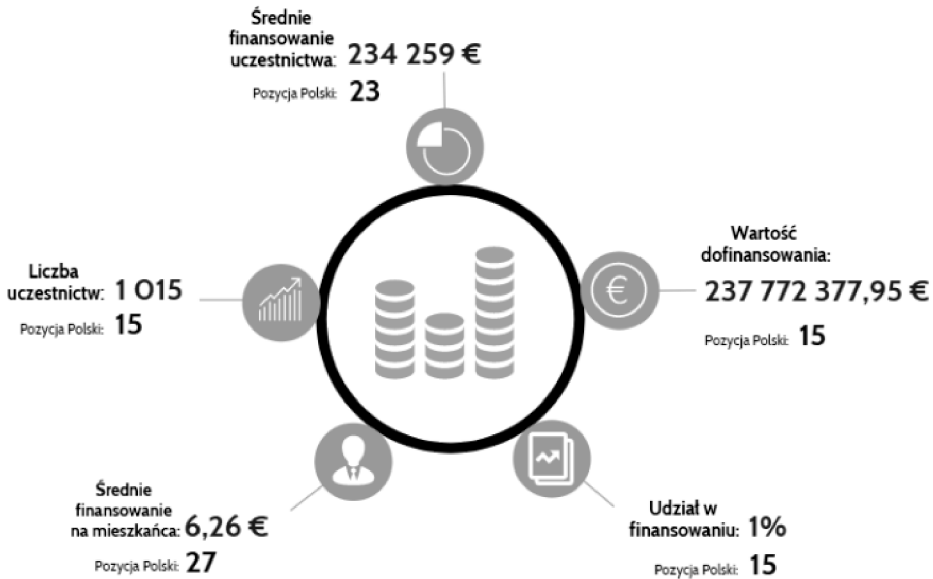 Średnie
finansowanie
uczestnictwa: 234 259 €
Pozycja Polski: 23
Wartość
dofinansowania:
237 772 377,95 €
Pozycja Polski: 15
Liczba
uczestnictw: 1 015
Pozycja Polski: 15
€
Średnie
finansowanie
na mieszkańca: 6,26 €
Pozycja Polski: 27
Udział w
finansowaniu: 1%
Pozycja Polski: 15